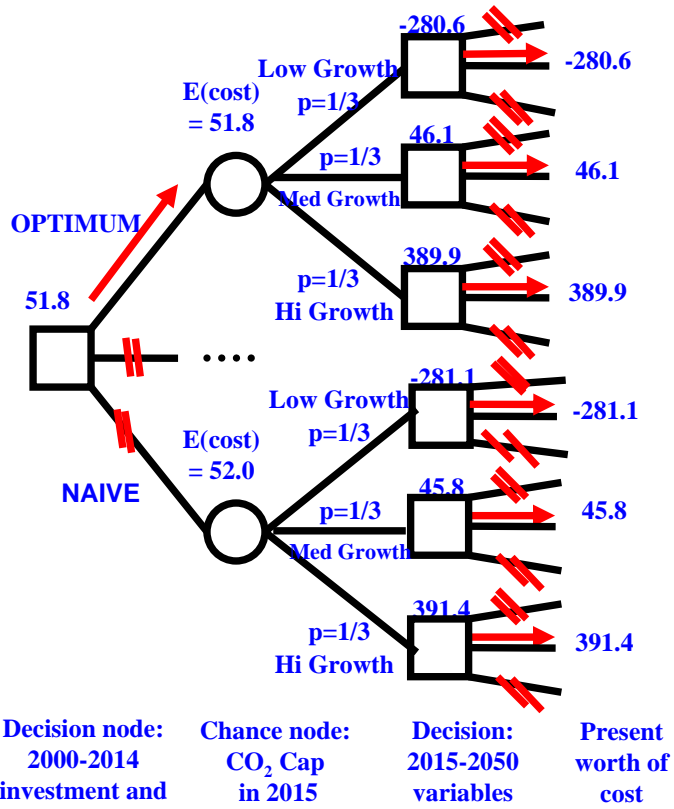 -280.6
-280.6
Low Growth
p=1/3
E(cost)
= 51.8
46.1
p=1/3
46.1
Med Growth
OPTIMUM
389.9
p=1/3
389.9
Hi Growth
51.8
. . . .
-281.1
Low Growth
-281.1
p=1/3
E(cost)
= 52.0
NAIVE
45.8
p=1/3
45.8
Med Growth
391.4
p=1/3
391.4
Hi Growth
Decision node:
2000-2014
investment and
Chance node:
CO2 Cap
in 2015
Decision:
2015-2050
variables
Present
worth of
cost